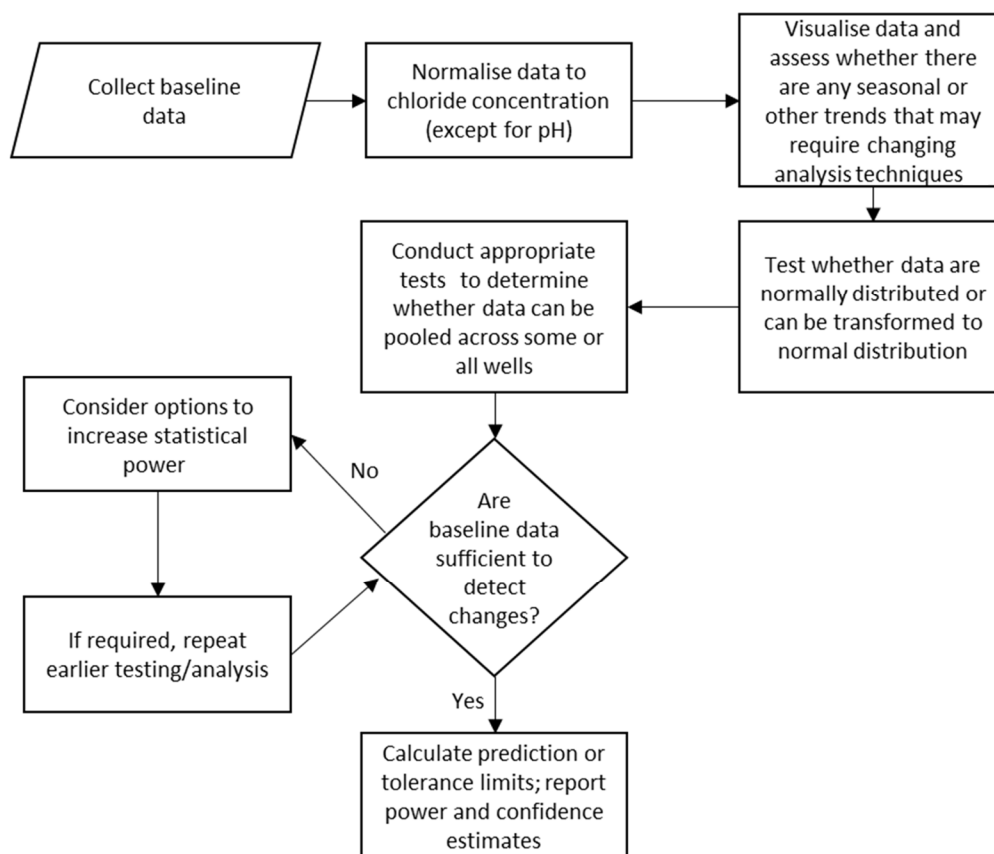 Collect baseline
data
Normalise data to
chloride concentration
(except for pH)
Visualise data and
assess whether there
are any seasonal or
other trends that may
require changing
analysis techniques
Test whether data are
normally distributed or
can be transformed to
normal distribution
Conduct appropriate
tests to determine
whether data can be
pooled across some or
all wells
Are
baseline data
sufficient to
detect
changes?
No
Consider options to
increase statistical
power
If required, repeat
earlier testing/analysis
Yes
Calculate prediction or
tolerance limits; report
power and confidence
estimates